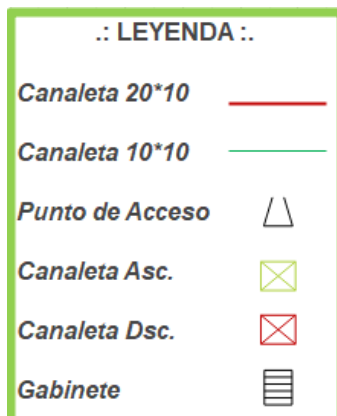 .: LEYENDA :.
Canaleta 20*10
Canaleta 10*10
Punto de Acceso
Canaleta Asc.
Canaleta Dsc.
Gabinete